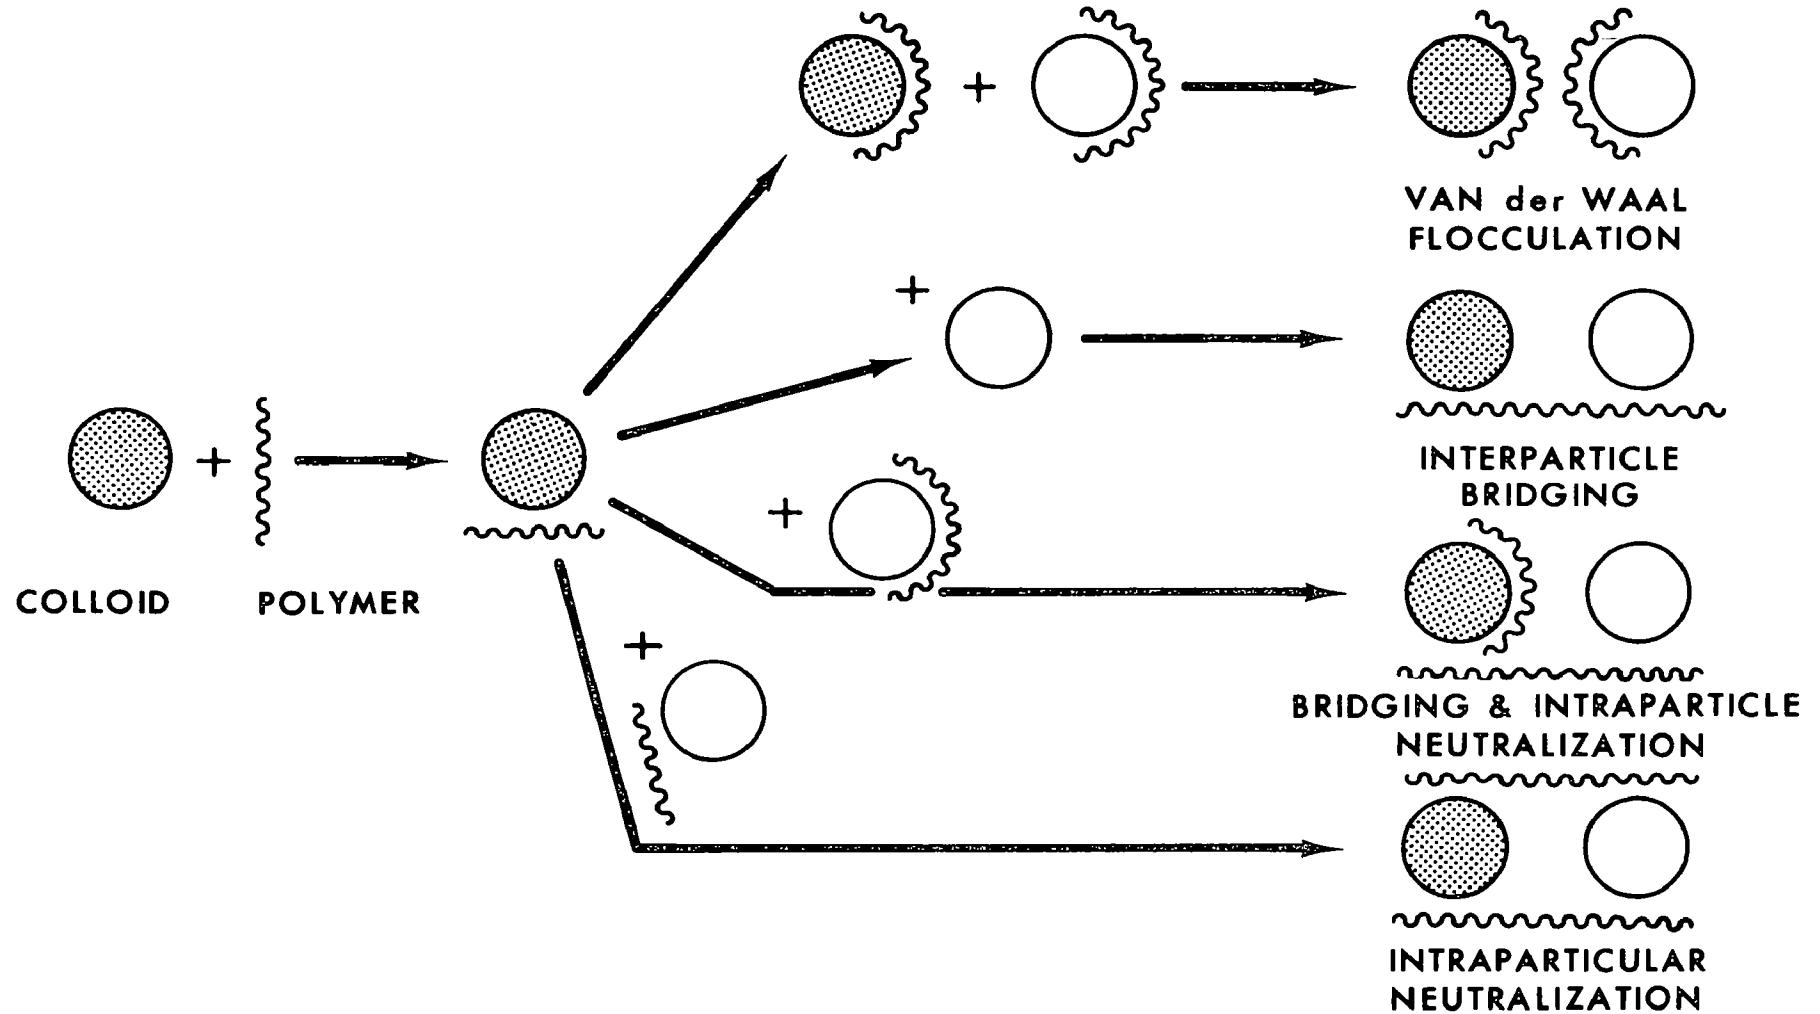 VAN der WAAL
FLOCCULATION
INTERPARTICLE
BRIDGING
COLLOID + POLYMER
BRIDGING & INTRAPARTICLE
NEUTRALIZATION
INTRAPARTICULAR
NEUTRALIZATION